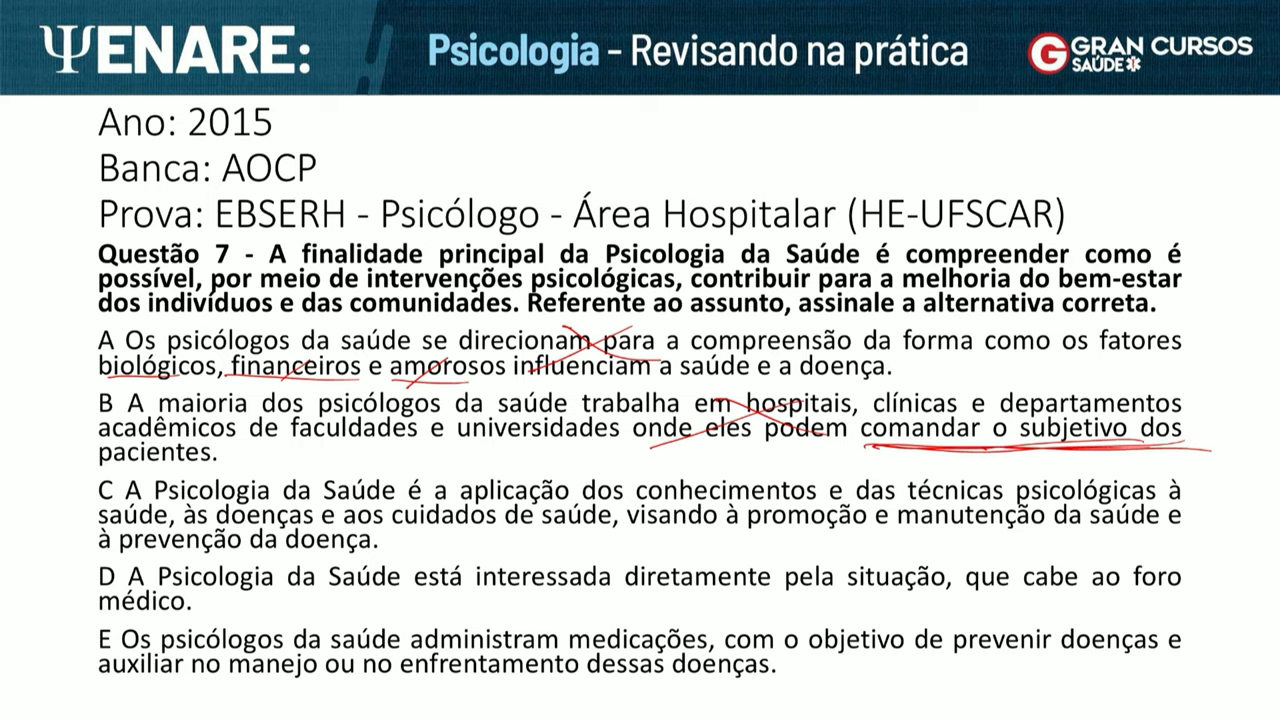 ΨENARE:
Psicologia - Revisando na prática
GRAN CURSOS
SAÚDE
Ano: 2015
Banca: AOCP
Prova: EBSERH - Psicólogo - Área Hospitalar (HE-UFSCAR)
Questão 7 - A finalidade principal da Psicologia da Saúde é compreender como é
possível, por meio de intervenções psicológicas, contribuir para a melhoria do bem-estar
dos indivíduos e das comunidades. Referente ao assunto, assinale a alternativa correta.
A Os psicólogos da saúde se direcionam para a compreensão da forma como os fatores
biológicos, financeiros e amorosos influenciam a saúde e a doença.
B A maioria dos psicólogos da saúde trabalha em hospitais, clínicas e departamentos
acadêmicos de faculdades e universidades onde eles podem comandar o subjetivo dos
pacientes.
C A Psicologia da Saúde é a aplicação dos conhecimentos e das técnicas psicológicas à
saúde, às doenças e aos cuidados de saúde, visando à promoção e manutenção da saúde e
à prevenção da doença.
D A Psicologia da Saúde está interessada diretamente pela situação, que cabe ao foro
médico.
E Os psicólogos da saúde administram medicações, com o objetivo de prevenir doenças e
auxiliar no manejo ou no enfrentamento dessas doenças.